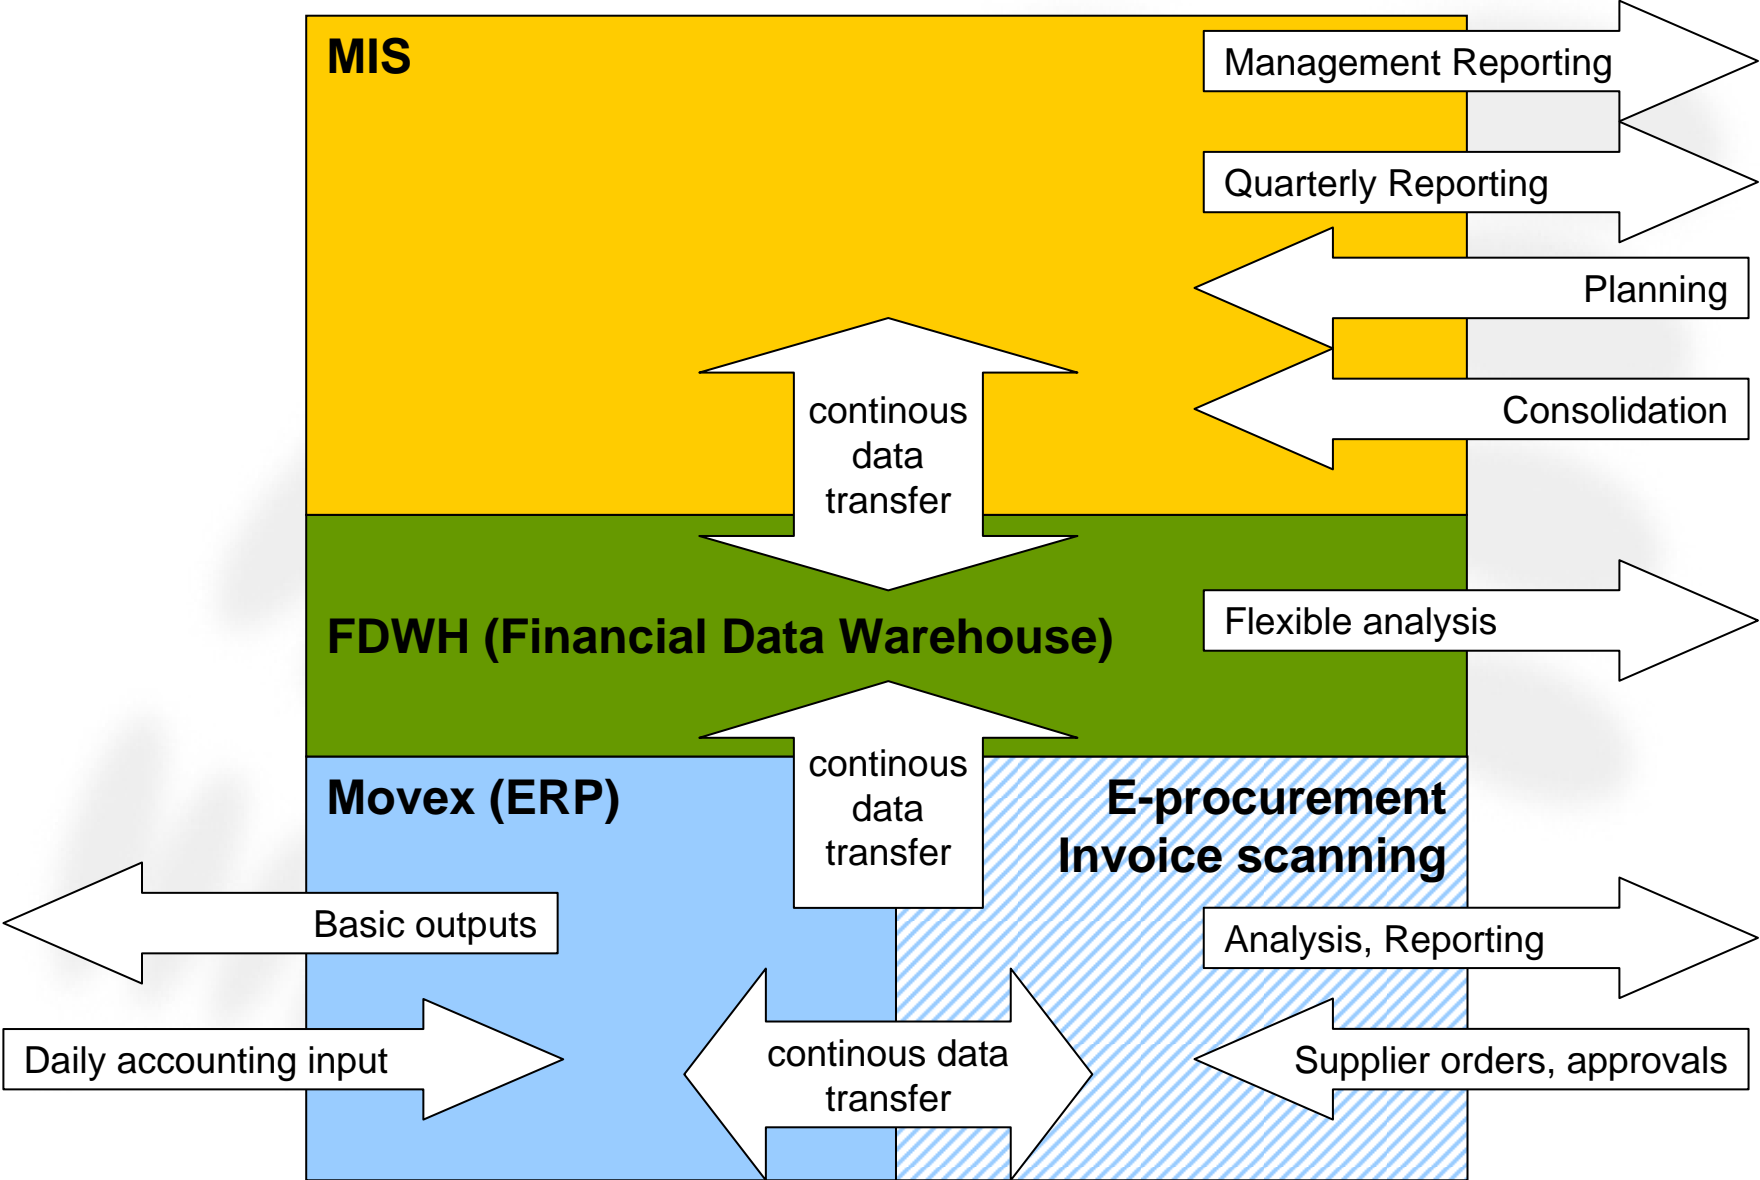 MIS
Management Reporting
Quarterly Reporting
Planning
Consolidation
continous
data
transfer
FDWH (Financial Data Warehouse)
Flexible analysis
continous
data
transfer
Movex (ERP)
E-procurement
Invoice scanning
Basic outputs
Analysis, Reporting
Daily accounting input
continous data
transfer
Supplier orders, approvals